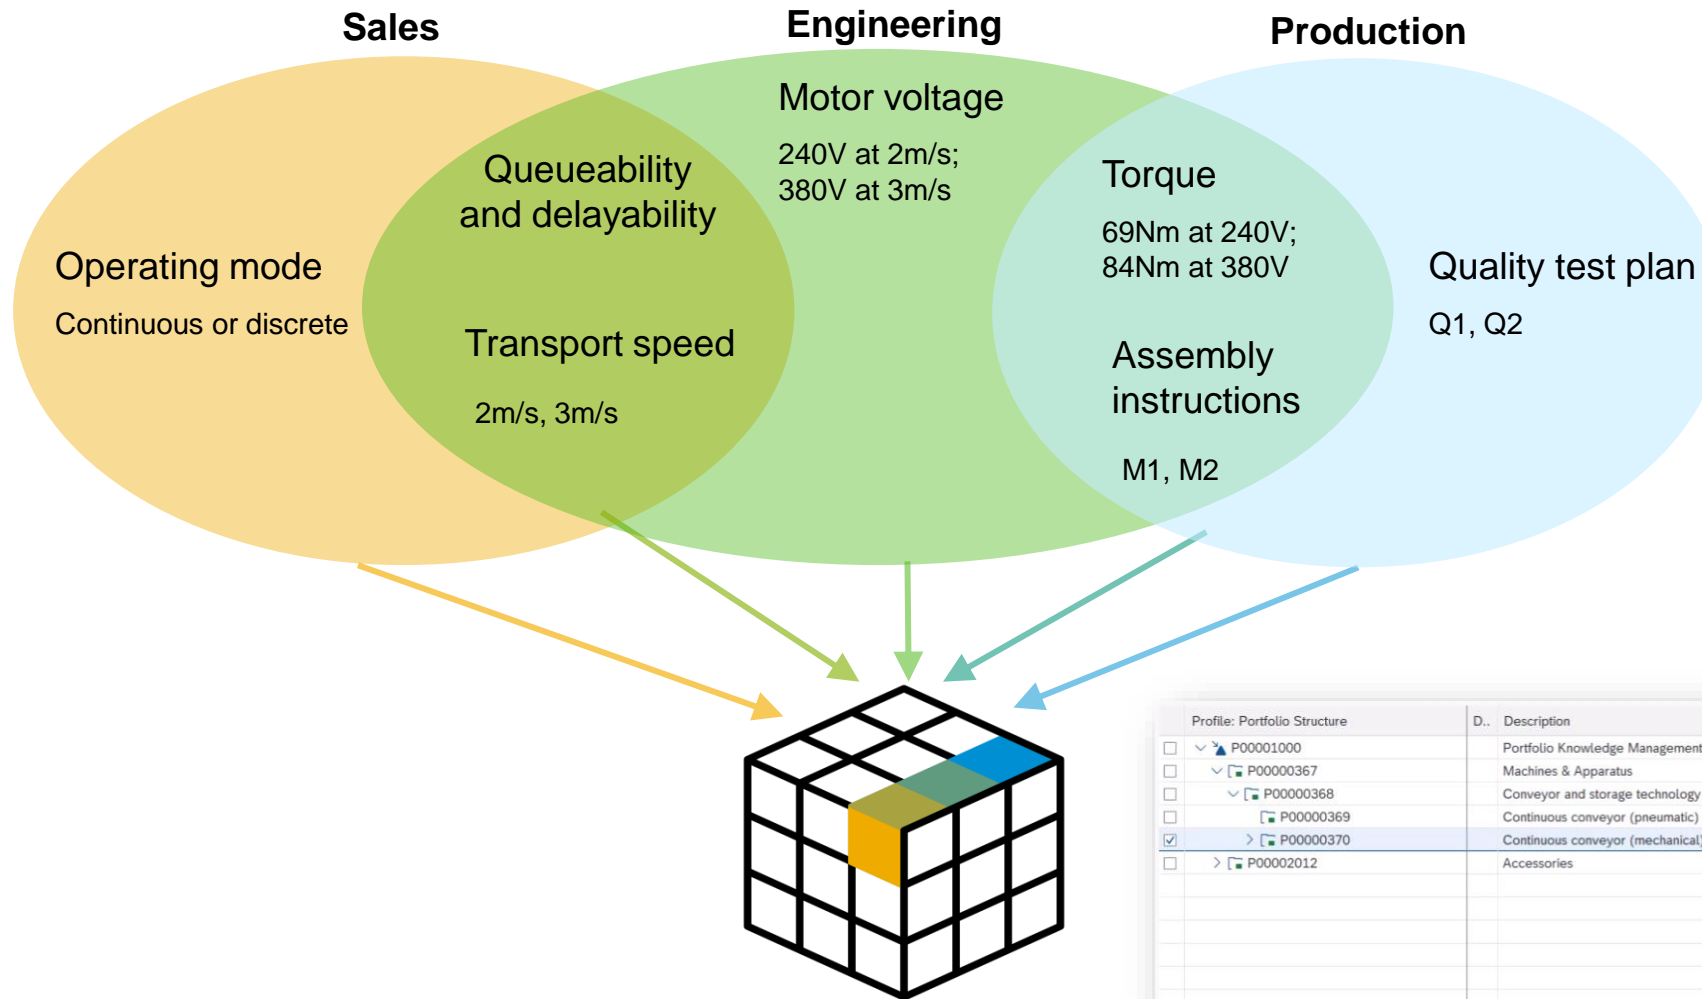 Sales
Engineering
Production
Motor voltage
240V at 2m/s;
380V at 3m/s
Queueability
and delayability
Torque
69Nm at 240V;
84Nm at 380V
Operating mode
Continuous or discrete
Quality test plan
Q1, Q2
Transport speed
2m/s, 3m/s
Assembly
instructions
M1, M2
Profile: Portfolio Structure D.. Description
P00001000 Portfolio Knowledge Management
P00000367 Machines & Apparatus
P00000368 Conveyor and storage technology
P00000369 Continuous conveyor (pneumatic)
P00000370 Continuous conveyor (mechanical)
P00002012 Accessories